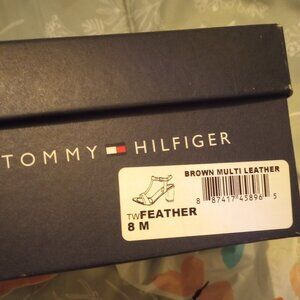 TOMMY HILFIGER
BROWN MULTI LEATHER
8 87417 45896 5
TWFEATHER
8 M